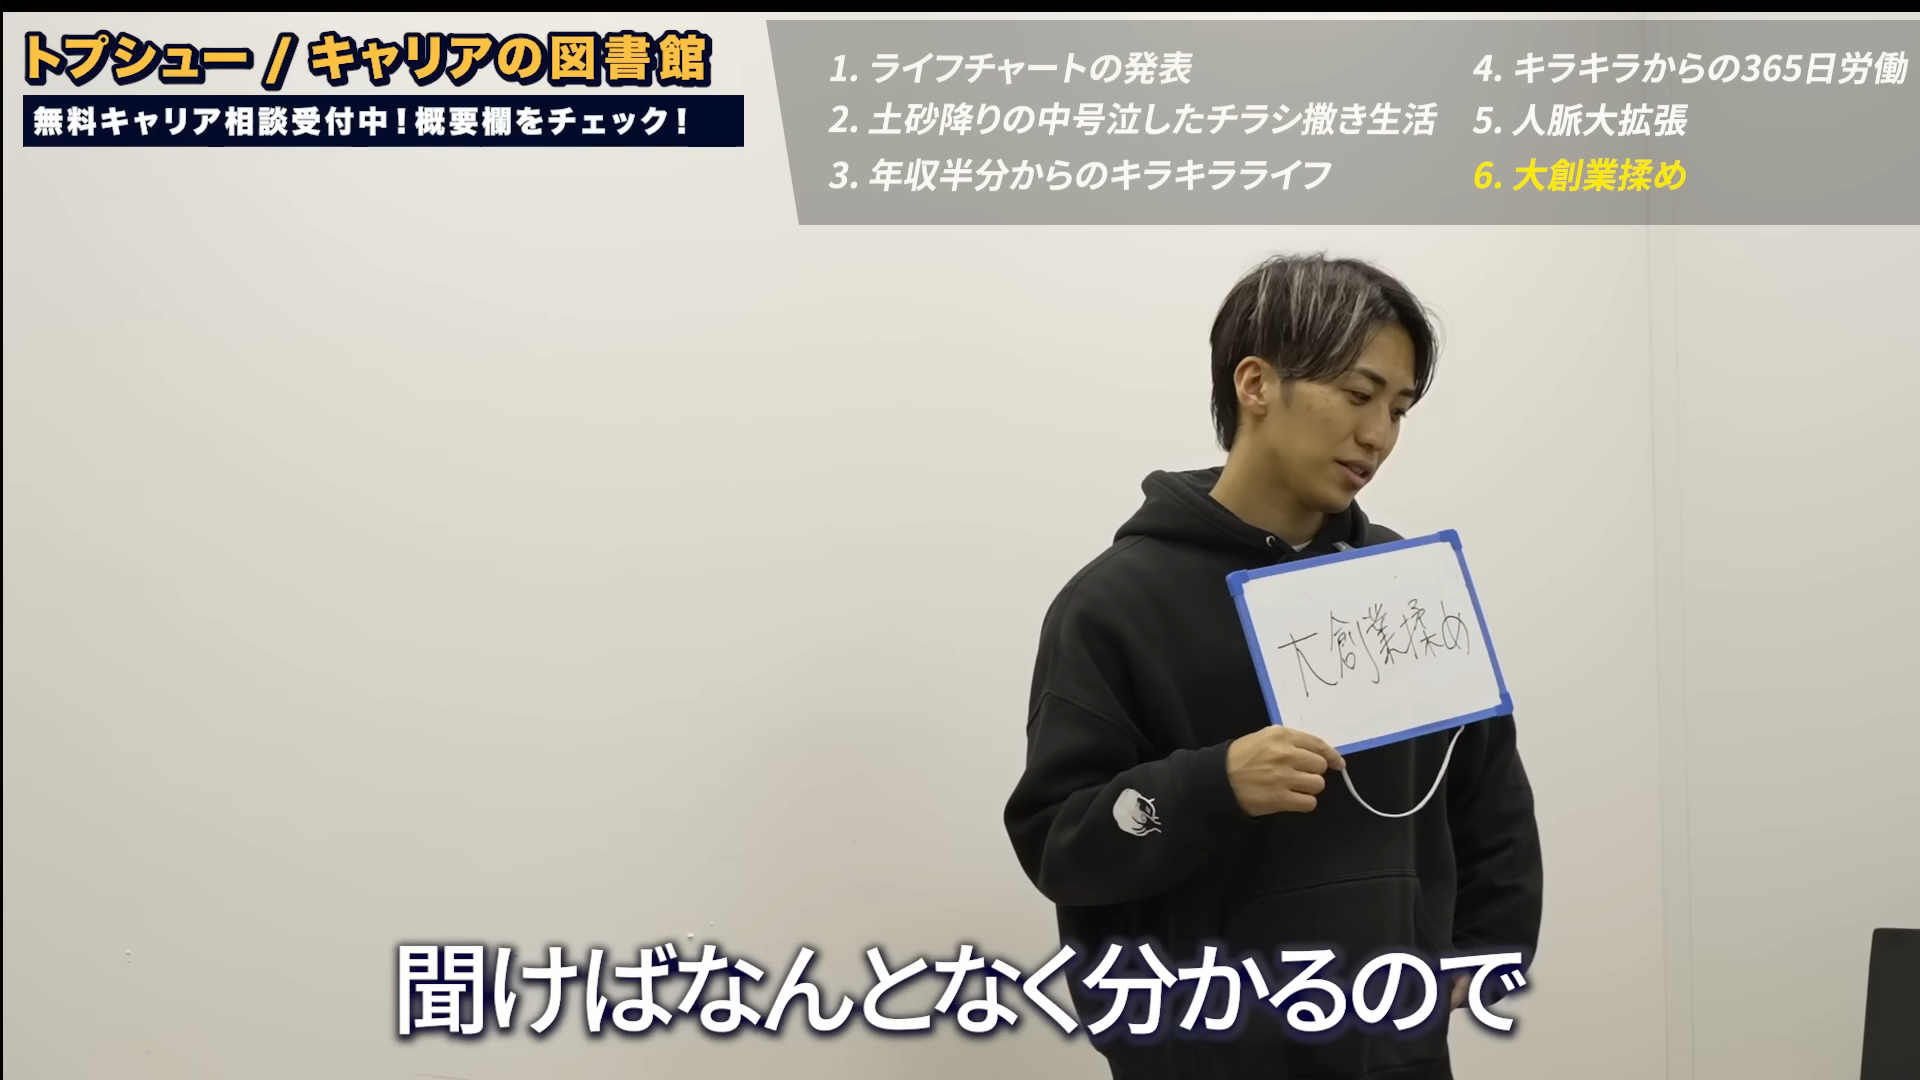 トプシュー / キャリアの図書館
無料キャリア相談受付中！概要欄をチェック！
1. ライフチャートの発表
2. 土砂降りの中号泣したチラシ撒き生活
3. 年収半分からのキラキラライフ
4. キラキラからの365日労働
5. 人脈大拡張
6. 大創業揉め
大創業揉め
聞けばなんとなく分かるので